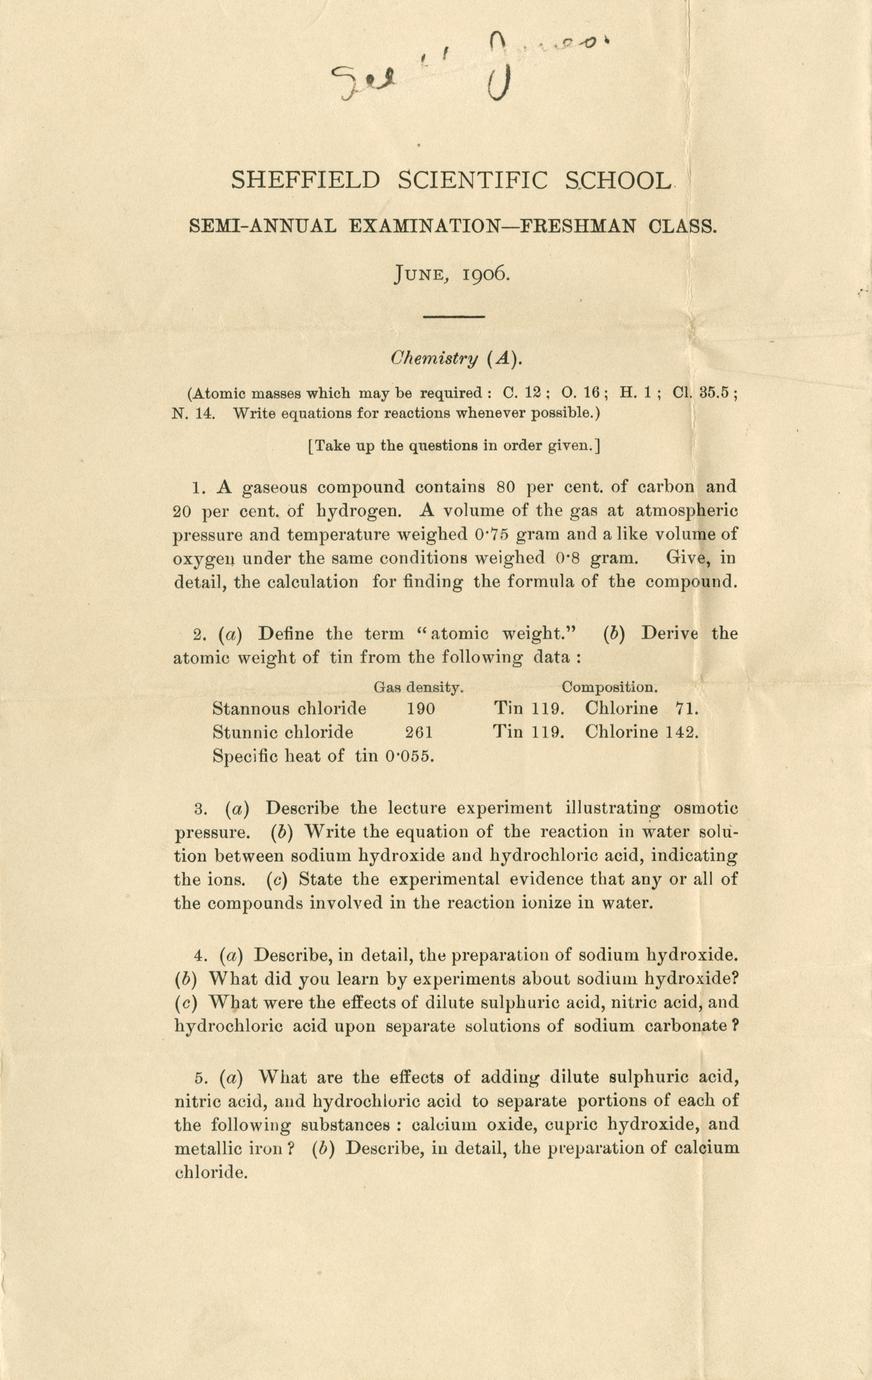 SHEFFIELD SCIENTIFIC SCHOOL
SEMI-ANNUAL EXAMINATION—FRESHMAN CLASS.
JUNE, 1906.
Chemistry (A).
(Atomic masses which may be required : C. 12 ; O. 16 ; H. 1 ; Cl. 35.5 ;
N. 14. Write equations for reactions whenever possible.)
[Take up the questions in order given.]
1. A gaseous compound contains 80 per cent. of carbon and
20 per cent. of hydrogen. A volume of the gas at atmospheric
pressure and temperature weighed 0·75 gram and a like volume of
oxygen under the same conditions weighed 0·8 gram. Give, in
detail, the calculation for finding the formula of the compound.
2. (a) Define the term “atomic weight.” (b) Derive the
atomic weight of tin from the following data :
Gas density. Composition.
Stannous chloride 190 Tin 119. Chlorine 71.
Stunnic chloride 261 Tin 119. Chlorine 142.
Specific heat of tin 0·055.
3. (a) Describe the lecture experiment illustrating osmotic
pressure. (b) Write the equation of the reaction in water solu-
tion between sodium hydroxide and hydrochloric acid, indicating
the ions. (c) State the experimental evidence that any or all of
the compounds involved in the reaction ionize in water.
4. (a) Describe, in detail, the preparation of sodium hydroxide.
(b) What did you learn by experiments about sodium hydroxide?
(c) What were the effects of dilute sulphuric acid, nitric acid, and
hydrochloric acid upon separate solutions of sodium carbonate ?
5. (a) What are the effects of adding dilute sulphuric acid,
nitric acid, and hydrochloric acid to separate portions of each of
the following substances : calcium oxide, cupric hydroxide, and
metallic iron ? (b) Describe, in detail, the preparation of calcium
chloride.